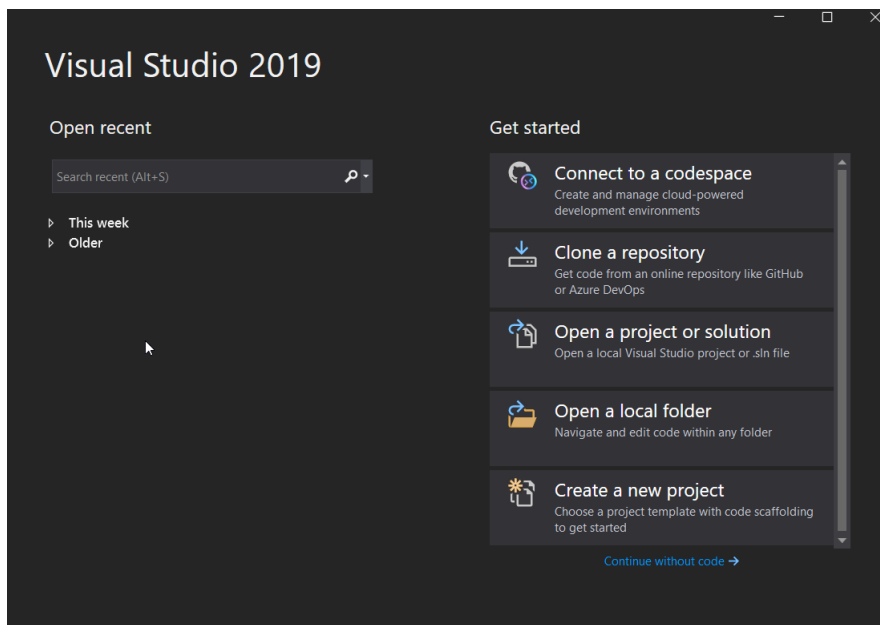 Visual Studio 2019
Open recent
Search recent (Alt+S)
This week
Older
Get started
Connect to a codespace
Create and manage cloud-powered
development environments
Clone a repository
Get code from an online repository like GitHub
or Azure DevOps
Open a project or solution
Open a local Visual Studio project or .sln file
Open a local folder
Navigate and edit code within any folder
Create a new project
Choose a project template with code scaffolding
to get started
Continue without code →